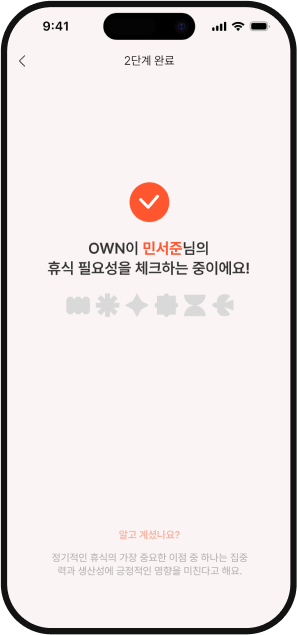 9:41
2단계 완료
OWN이 민서준님의
휴식 필요성을 체크하는 중이에요!
알고 계셨나요?
정기적인 휴식의 가장 중요한 이점 중 하나는 집중
력과 생산성에 긍정적인 영향을 미친다고 해요.